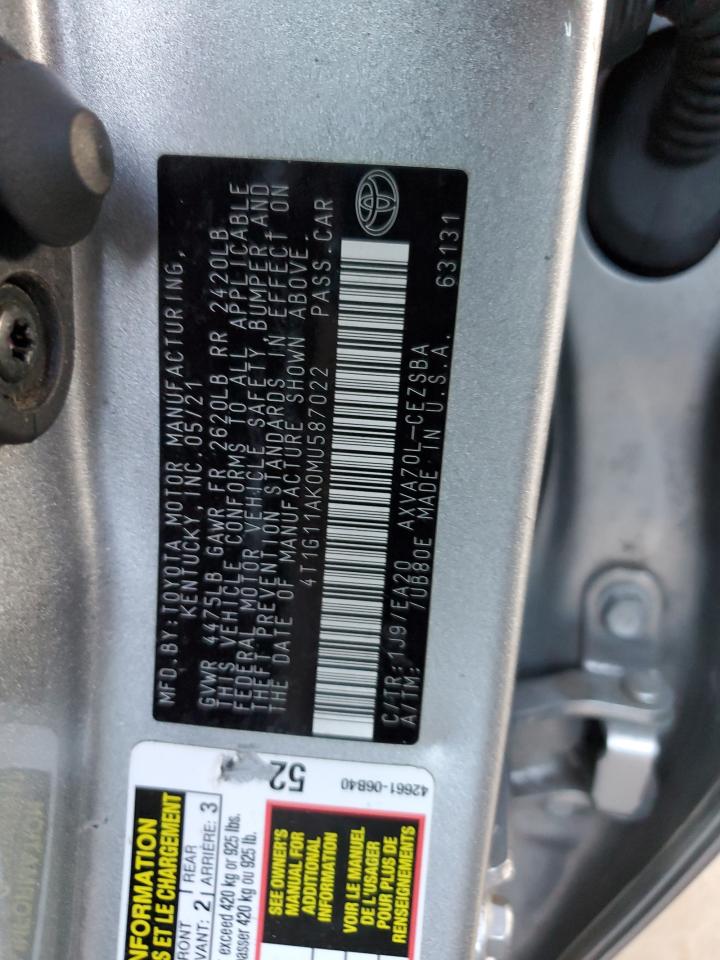 MFD.BY:TOYOTA MOTOR MANUFACTURING,
KENTUCKY, INC. 05/21
GVWR 4475LB GAWR FR 2620LB RR 2420LB
THIS VEHICLE CONFORMS TO ALL APPLICABLE
FEDERAL MOTOR VEHICLE SAFETY, BUMPER AND
THEFT PREVENTION STANDARDS IN EFFECT ON
THE DATE OF MANUFACTURE SHOWN ABOVE.
4T1G11AK0MU587022 PASS.CAR
C/TR:1J9/EA20 AXVA70L-CEZSBA
A/TM: 70B80E MADE IN U.S.A. 63131
INFORMATION
S ET LE CHARGEMENT
RONT 2 REAR 3
VANT: ARRIÈRE:
exceed 420 kg or 925 lbs.
asser 420 kg ou 925 lb.
52
42661-06B40
SEE OWNER'S
MANUAL FOR
ADDITIONAL
INFORMATION
VOIR LE MANUEL
DE L'USAGER
POUR PLUS DE
RENSEIGNEMENTS